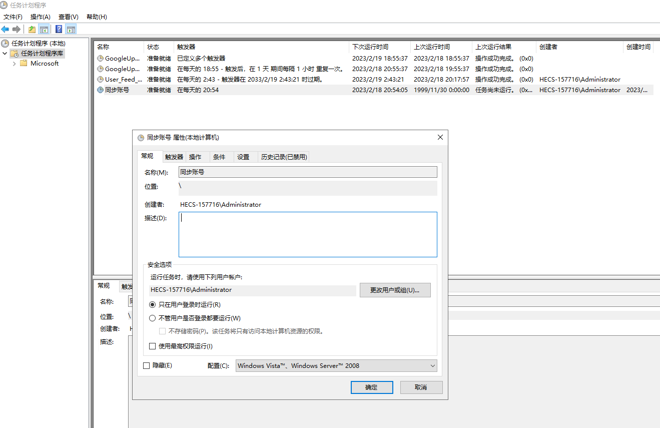 任务计划程序
文件(F) 操作(A) 查看(V) 帮助(H)
任务计划程序 (本地)
任务计划程序库
Microsoft
名称 状态 触发器 下次运行时间 上次运行时间 上次运行结果 创建者 创建时间
GoogleUp... 准备就绪 已定义多个触发器 2023/2/19 18:55:37 2023/2/18 18:55:37 操作成功完成。 (0x0)
GoogleUp... 准备就绪 在每天的 18:55 - 触发后，在 1 天 期间每隔 1 小时 重复一次。 2023/2/18 20:55:37 2023/2/18 19:55:37 操作成功完成。 (0x0)
User_Feed_... 准备就绪 在每天的 2:43 - 触发器在 2033/2/19 2:43:21 时过期。 2023/2/19 2:43:21 2023/2/18 20:17:57 操作成功完成。 (0x0) HECS-157716\Administrator
同步账号 准备就绪 在每天的 20:54 2023/2/18 20:54:05 1999/11/30 0:00:00 任务尚未运行。 (0x... HECS-157716\Administrator 2023/...
同步账号 属性(本地计算机)
常规 触发器 操作 条件 设置 历史记录(已禁用)
名称(M): 同步账号
位置: \
创建者: HECS-157716\Administrator
描述(D):
安全选项
运行任务时，请使用下列用户帐户:
HECS-157716\Administrator 更改用户或组(U)...
只在用户登录时运行(R)
不管用户是否登录都要运行(W)
不存储密码(P)。该任务将只有访问本地计算机资源的权限。
使用最高权限运行(I)
隐藏(E) 配置(C): Windows Vista™、Windows Server™ 2008
确定 取消
常规 触发
名称:
位置: \
创建者: H
描述: